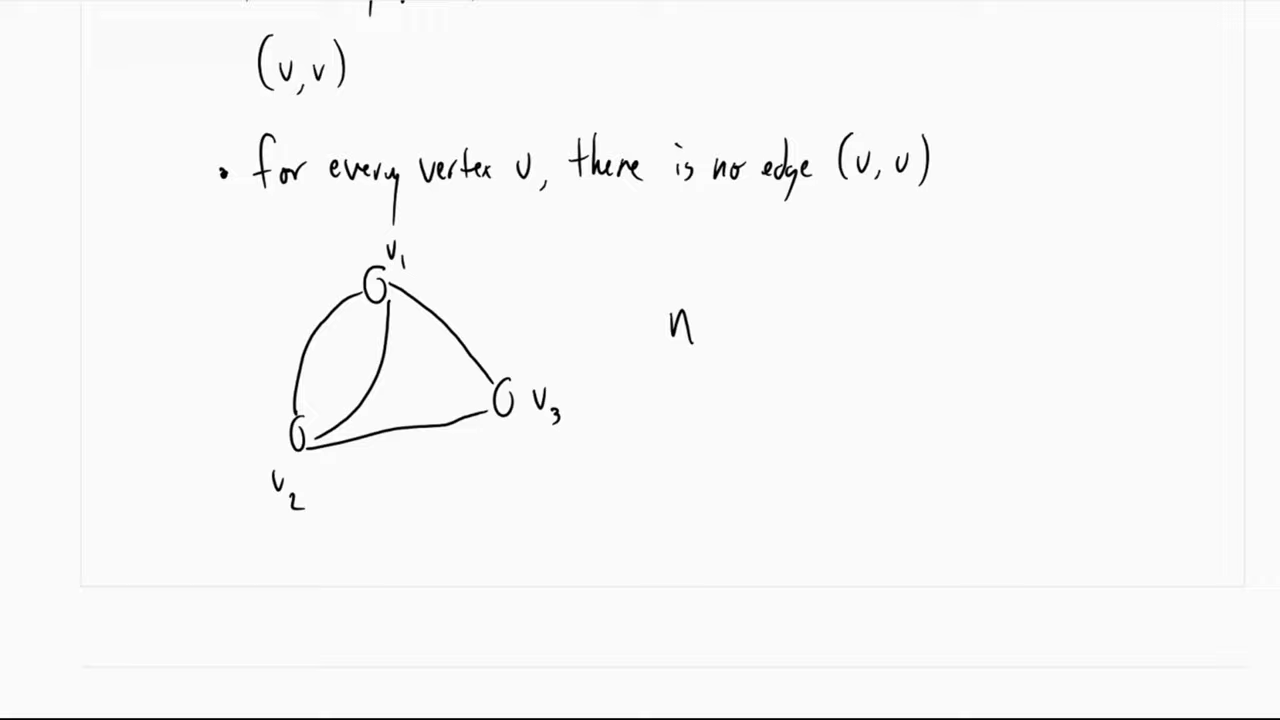 (u,v)
• for every vertex u, there is no edge (u, u)
v₁
n
v₃
v₂